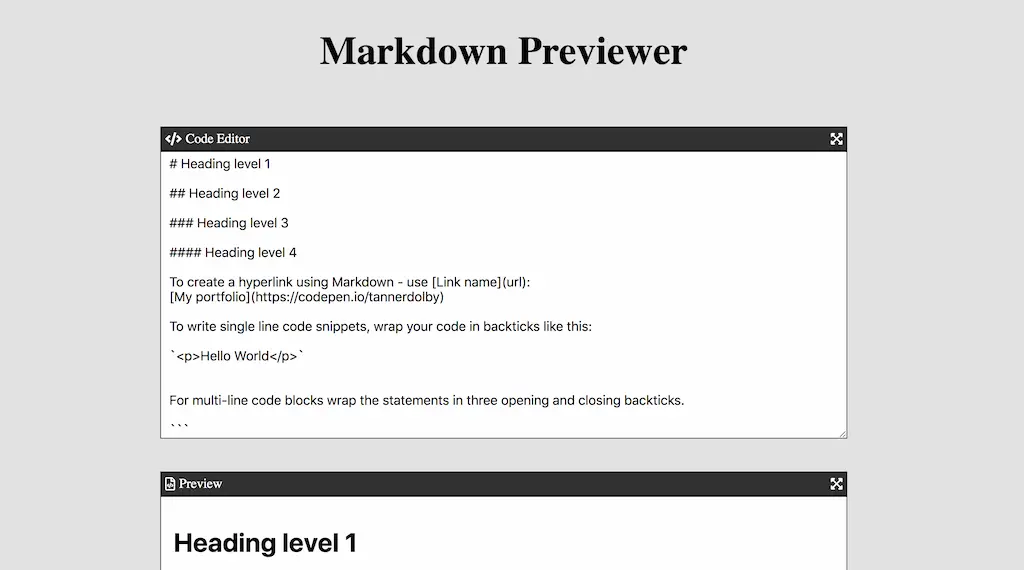 Markdown Previewer
</> Code Editor
# Heading level 1
## Heading level 2
### Heading level 3
#### Heading level 4
To create a hyperlink using Markdown - use [Link name](url):
[My portfolio](https://codepen.io/tannerdolby)
To write single line code snippets, wrap your code in backticks like this:
`<p>Hello World</p>`
For multi-line code blocks wrap the statements in three opening and closing backticks.
```
Preview
Heading level 1